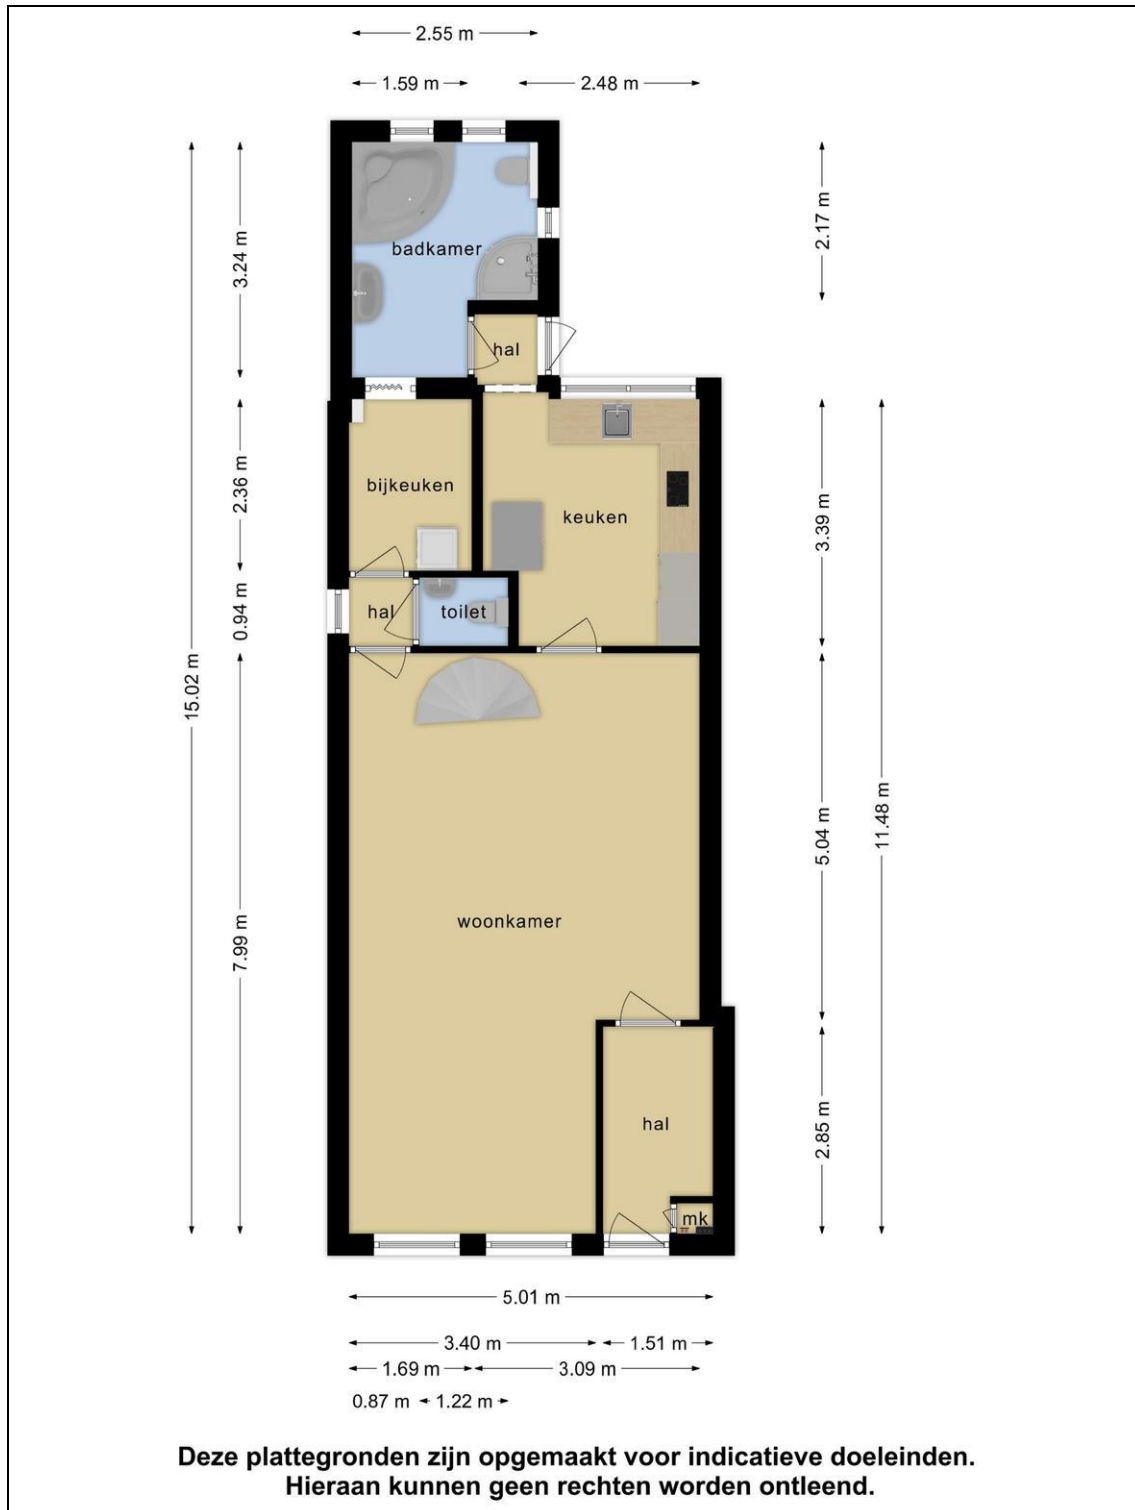 2.55 m
1.59 m
2.48 m
3.24 m
2.17 m
badkamer
hal
2.36 m
bijkeuken
keuken
3.39 m
0.94 m
hal
toilet
15.02 m
7.99 m
5.04 m
11.48 m
woonkamer
hal
2.85 m
mk
5.01 m
3.40 m
1.51 m
1.69 m
3.09 m
0.87 m
1.22 m
Deze plattegronden zijn opgemaakt voor indicatieve doeleinden.
Hieraan kunnen geen rechten worden ontleend.